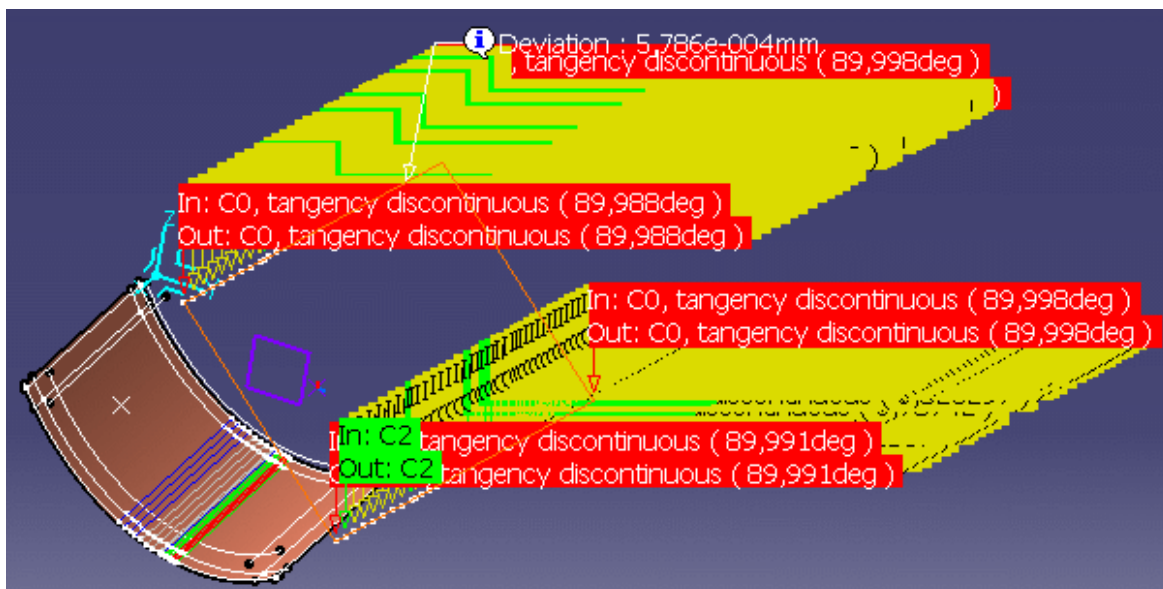 Deviation : 5,786e-004mm
, tangency discontinuous ( 89,998deg )
)
- )
In: C0, tangency discontinuous ( 89,988deg )
Out: C0, tangency discontinuous ( 89,988deg )
In: C0, tangency discontinuous ( 89,998deg )
Out: C0, tangency discontinuous ( 89,998deg )
In: C2
tangency discontinuous ( 89,991deg )
Out: C2
tangency discontinuous ( 89,991deg )